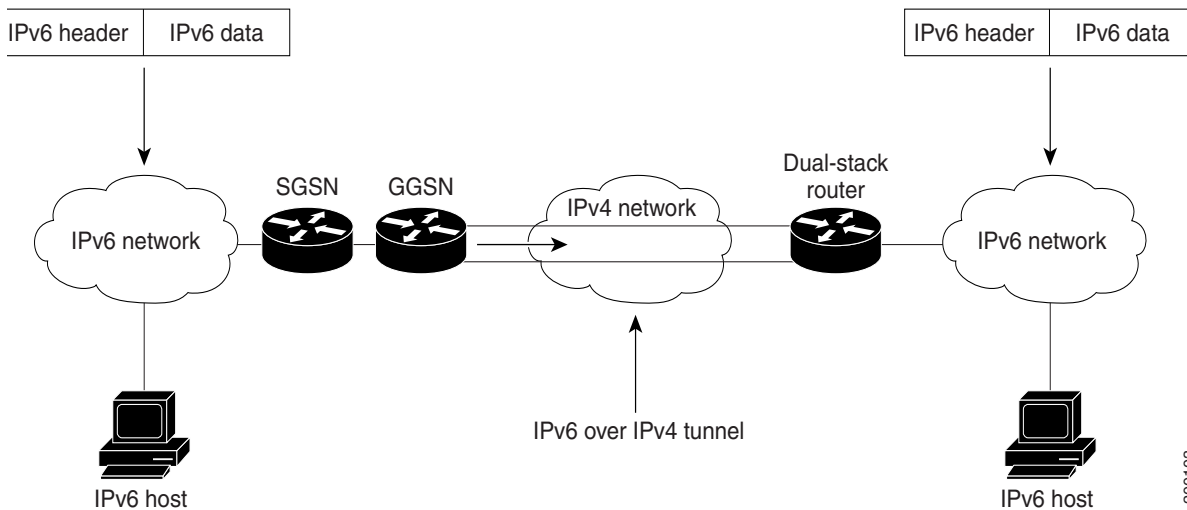 IPv6 header IPv6 data
IPv6 header IPv6 data
SGSN
GGSN
Dual-stack
router
IPv6 network
IPv4 network
IPv6 network
IPv6 over IPv4 tunnel
IPv6 host
IPv6 host